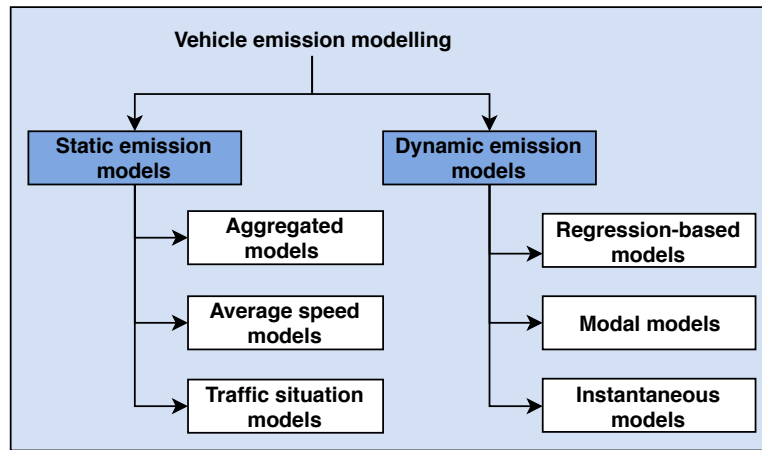 Vehicle emission modelling
Static emission
models
Dynamic emission
models
Aggregated
models
Average speed
models
Traffic situation
models
Regression-based
models
Modal models
Instantaneous
models